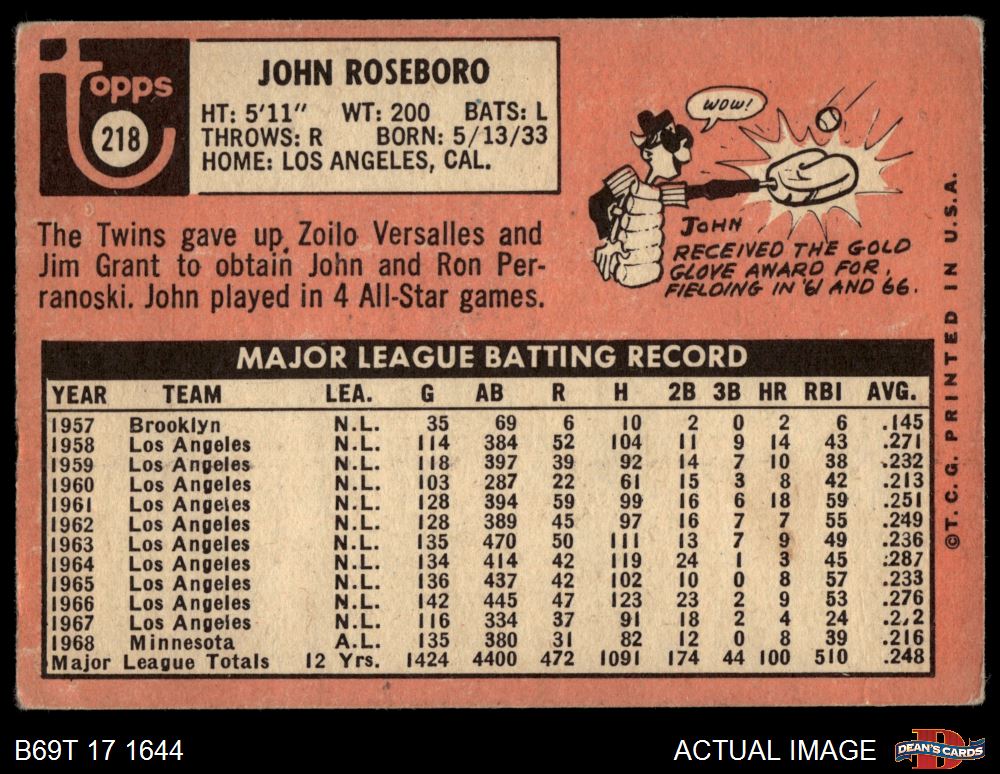 Topps
218
JOHN ROSEBORO
HT: 5'11" WT: 200 BATS: L
THROWS: R BORN: 5/13/33
HOME: LOS ANGELES, CAL.
The Twins gave up Zoilo Versalles and
Jim Grant to obtain John and Ron Per-
ranoski. John played in 4 All-Star games.
WOW!
JOHN
RECEIVED THE GOLD
GLOVE AWARD FOR
FIELDING IN '61 AND 66.
MAJOR LEAGUE BATTING RECORD
YEAR TEAM LEA. G AB R H 2B 3B HR RBI AVG.
1957 Brooklyn N.L. 35 69 6 10 2 0 2 6 .145
1958 Los Angeles N.L. 114 384 52 104 11 9 14 43 .271
1959 Los Angeles N.L. 118 397 39 92 14 7 10 38 .232
1960 Los Angeles N.L. 103 287 22 61 15 3 8 42 .213
1961 Los Angeles N.L. 128 394 59 99 16 6 18 59 .251
1962 Los Angeles N.L. 128 389 45 97 16 7 7 55 .249
1963 Los Angeles N.L. 135 470 50 111 13 7 9 49 .236
1964 Los Angeles N.L. 134 414 42 119 24 1 3 45 .287
1965 Los Angeles N.L. 136 437 42 102 10 0 8 57 .233
1966 Los Angeles N.L. 142 445 47 123 23 2 9 53 .276
1967 Los Angeles N.L. 116 334 37 91 18 2 4 24
1968 Minnesota A.L. 135 380 31 82 12 0 8 39 .216
Major League Totals 12 Yrs. 1424 4400 472 1091 174 44 100 510 .248
©T. C. G. PRINTED IN U.S.A.
B69T 17 1644
ACTUAL IMAGE
DEAN'S CARDS